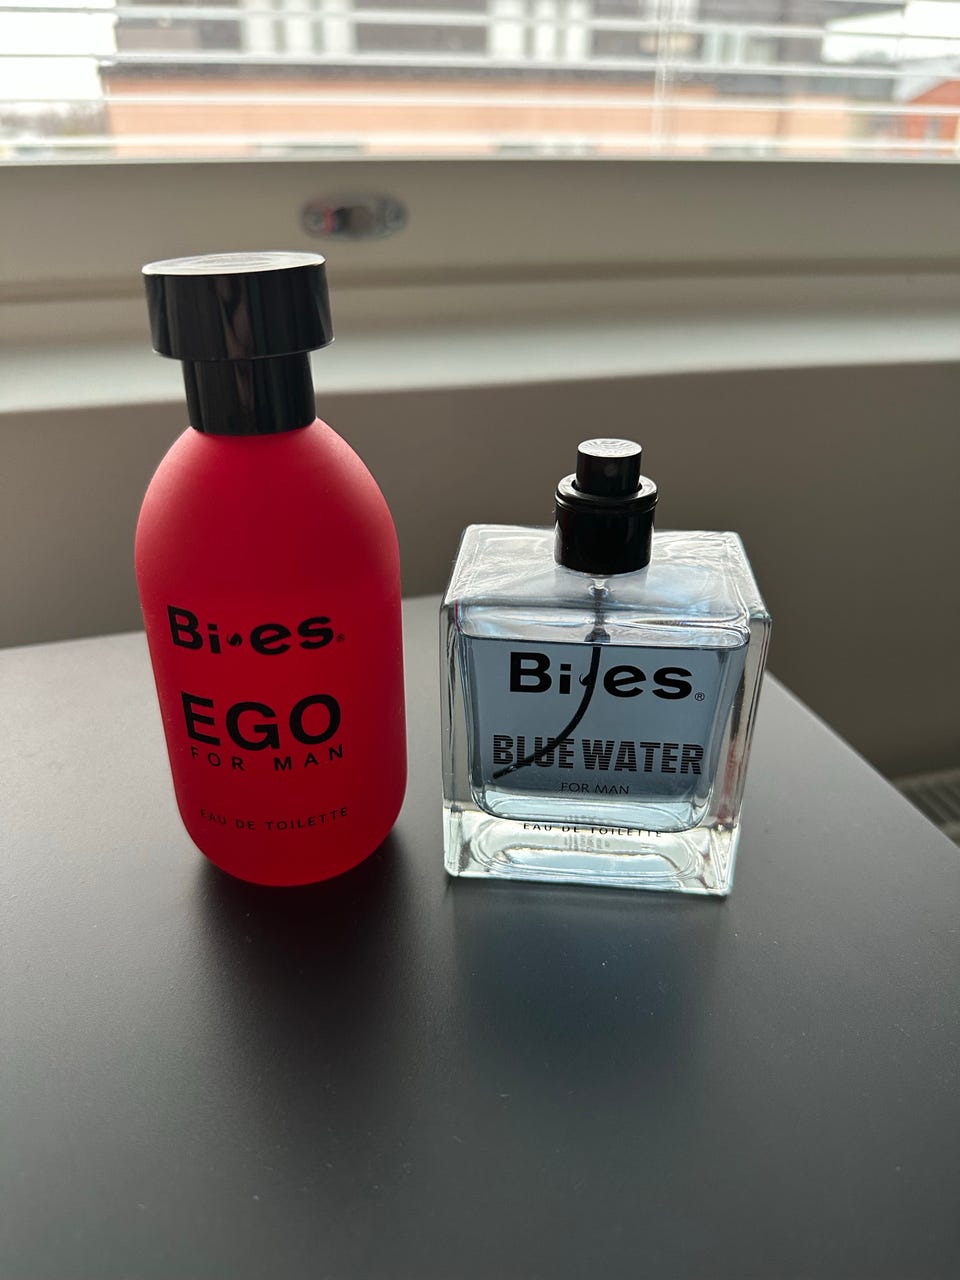 Bi-es®
EGO
FOR MAN
EAU DE TOILETTE
Bi-es®
BLUE WATER
FOR MAN
EAU DE TOILETTE